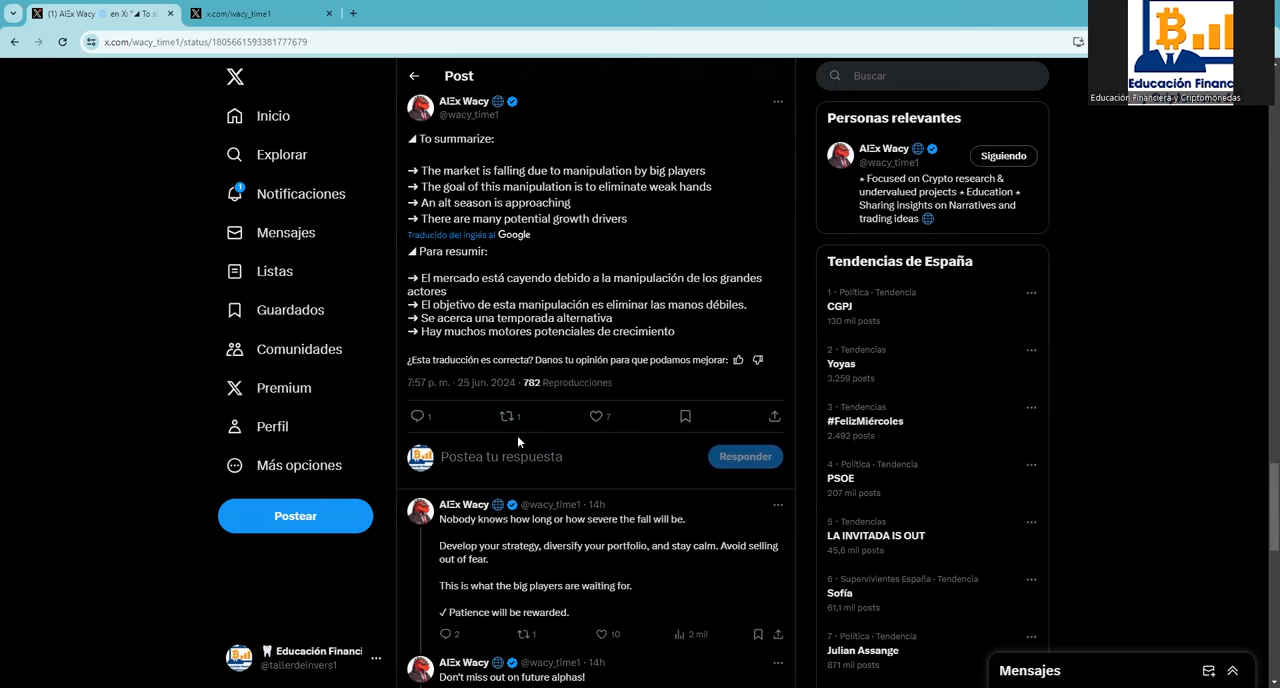 (1) AlΞx Wacy 🌐 en X: "◢ To su
x.com/wacy_time1
x.com/wacy_time1/status/1805661593381777679
Educación Financ
Educación Financiera y Criptomonedas
Inicio
Explorar
1
Notificaciones
Mensajes
Listas
Guardados
Comunidades
Premium
Perfil
Más opciones
Postear
🦷 Educación Financi
@tallerdeinvers1
Post
AlΞx Wacy 🌐
@wacy_time1
◢ To summarize:
➜ The market is falling due to manipulation by big players
➜ The goal of this manipulation is to eliminate weak hands
➜ An alt season is approaching
➜ There are many potential growth drivers
Traducido del inglés al Google
◢ Para resumir:
➜ El mercado está cayendo debido a la manipulación de los grandes
actores
➜ El objetivo de esta manipulación es eliminar las manos débiles.
➜ Se acerca una temporada alternativa
➜ Hay muchos motores potenciales de crecimiento
¿Esta traducción es correcta? Danos tu opinión para que podamos mejorar:
7:57 p. m. · 25 jun. 2024 · 782 Reproducciones
1 1 7
Postea tu respuesta
Responder
AlΞx Wacy 🌐 @wacy_time1 · 14h
Nobody knows how long or how severe the fall will be.
Develop your strategy, diversify your portfolio, and stay calm. Avoid selling
out of fear.
This is what the big players are waiting for.
✓ Patience will be rewarded.
2 1 10 2 mil
AlΞx Wacy 🌐 @wacy_time1 · 14h
Don't miss out on future alphas!
Buscar
Personas relevantes
AlΞx Wacy 🌐
@wacy_time1
Siguiendo
⭑ Focused on Crypto research &
undervalued projects ⭑ Education ⭑
Sharing insights on Narratives and
trading ideas 🌐
Tendencias de España
1 · Política · Tendencia
CGPJ
130 mil posts
2 · Tendencias
Yoyas
3.259 posts
3 · Tendencias
#FelizMiércoles
2.492 posts
4 · Política · Tendencia
PSOE
207 mil posts
5 · Tendencias
LA INVITADA IS OUT
45,6 mil posts
6 · Supervivientes España · Tendencia
Sofía
61,1 mil posts
7 · Política · Tendencia
Julian Assange
871 mil posts
Mensajes